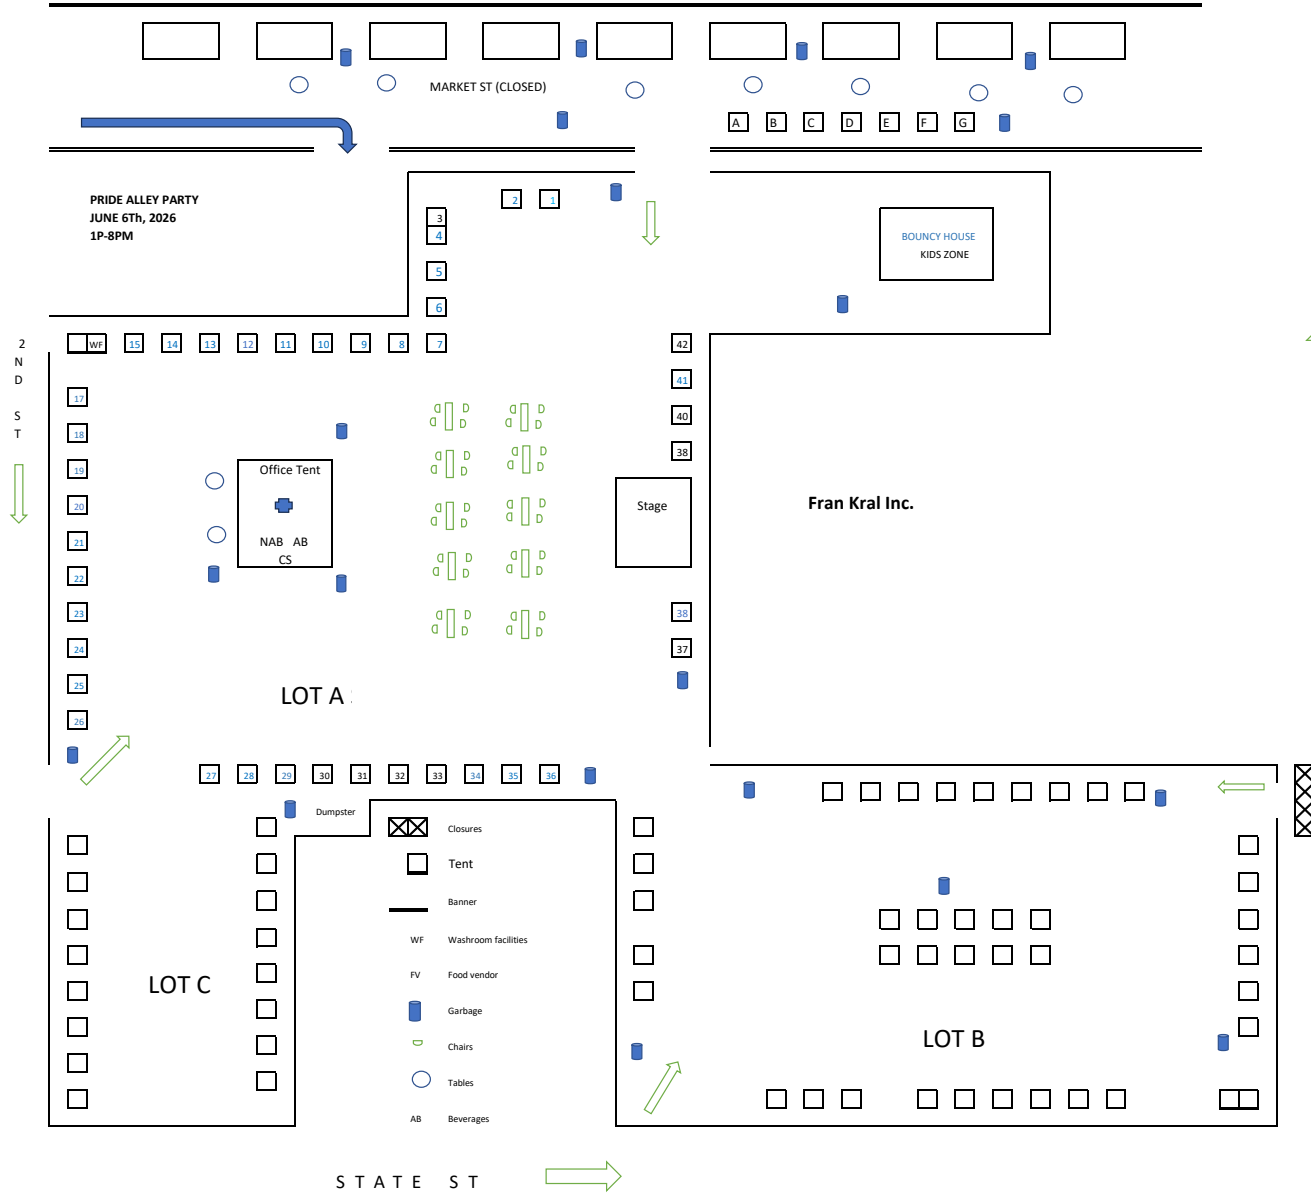 MARKET ST (CLOSED)
A B C D E F G
PRIDE ALLEY PARTY
JUNE 6Th, 2026
1P-8PM
2 1
3
4
5
6
BOUNCY HOUSE
KIDS ZONE
2
N
D
S
T
WF 15 14 13 12 11 10 9 8 7
42
41
40
38
17
18
19
20
21
22
23
24
25
26
Office Tent
NAB AB
CS
Stage
Fran Kral Inc.
38
37
LOT A
27 28 29 30 31 32 33 34 35 36
Dumpster
Closures
Tent
Banner
WF Washroom facilities
FV Food vendor
Garbage
Chairs
Tables
AB Beverages
LOT C
LOT B
STATE ST